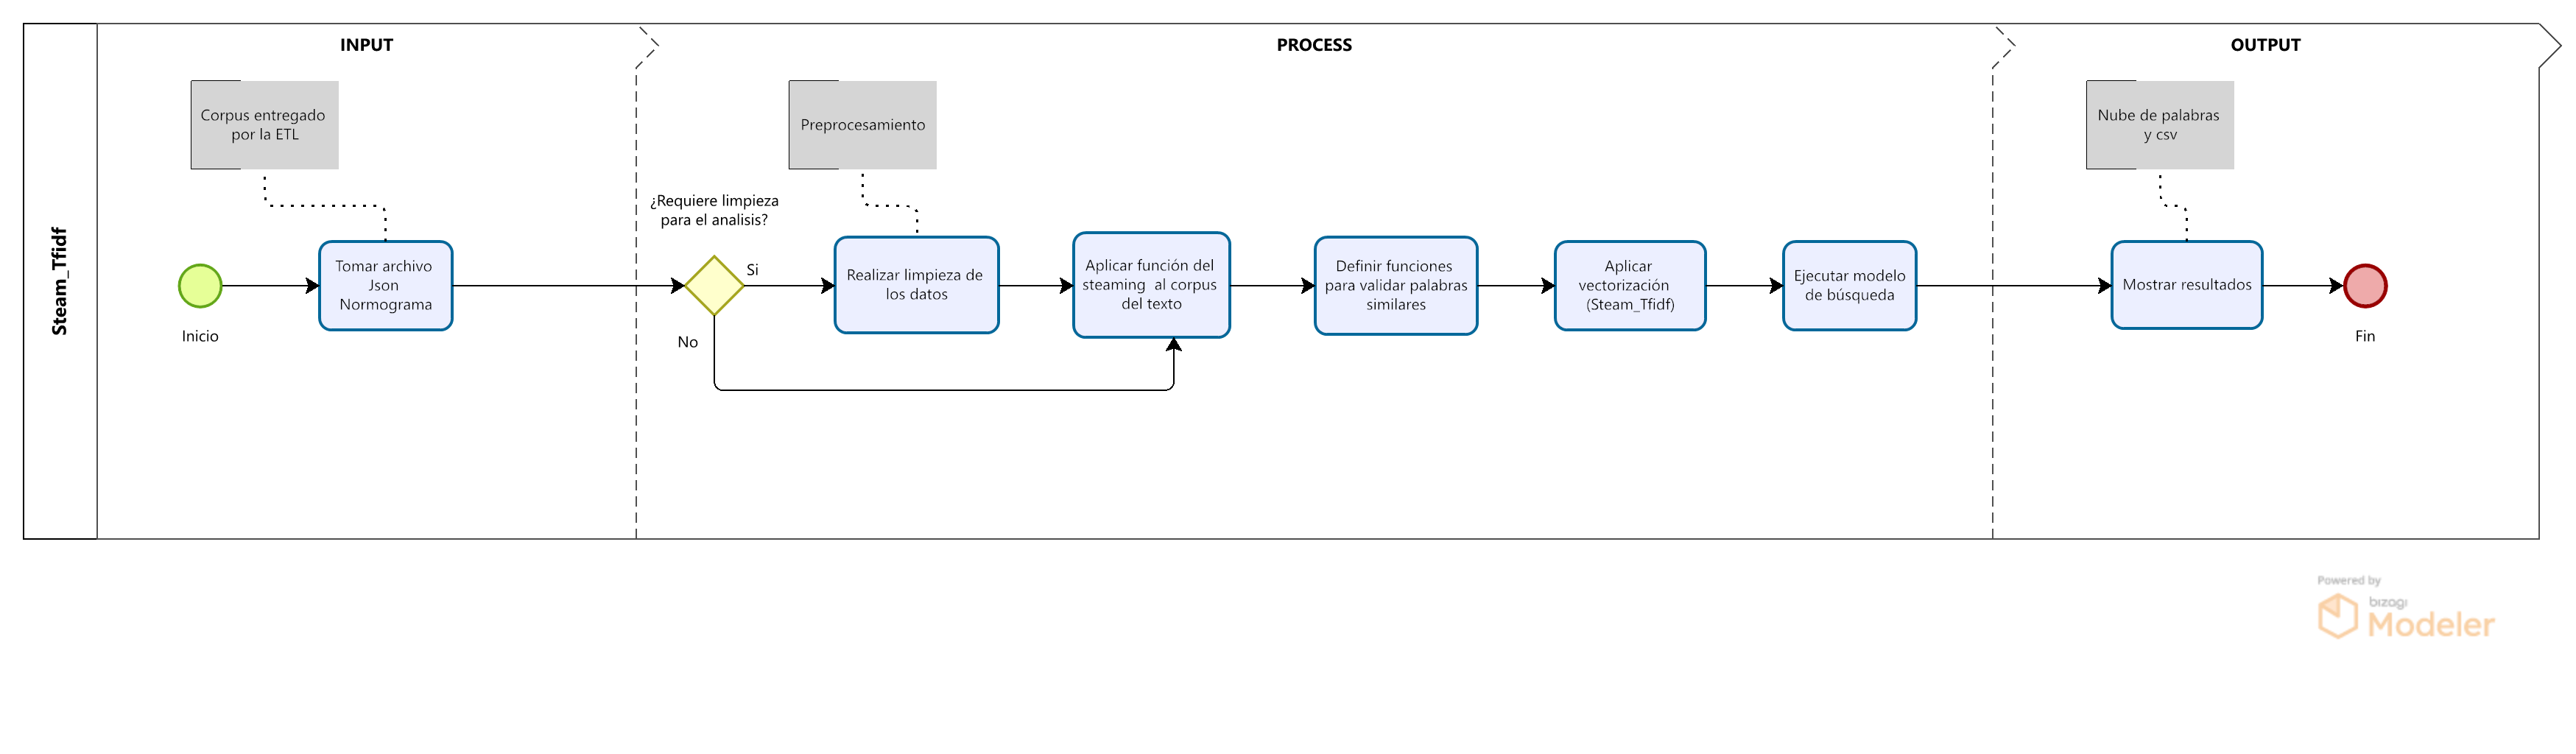 Steam_Tfidf
INPUT
Corpus entregado
por la ETL
Inicio
Tomar archivo
Json
Normograma
PROCESS
¿Requiere limpieza
para el analisis?
Si
No
Preprocesamiento
Realizar limpieza de
los datos
Aplicar función del
steaming al corpus
del texto
Definir funciones
para validar palabras
similares
Aplicar
vectorización
(Steam_Tfidf)
Ejecutar modelo
de búsqueda
OUTPUT
Nube de palabras
y csv
Mostrar resultados
Fin
Powered by
bizagi
Modeler